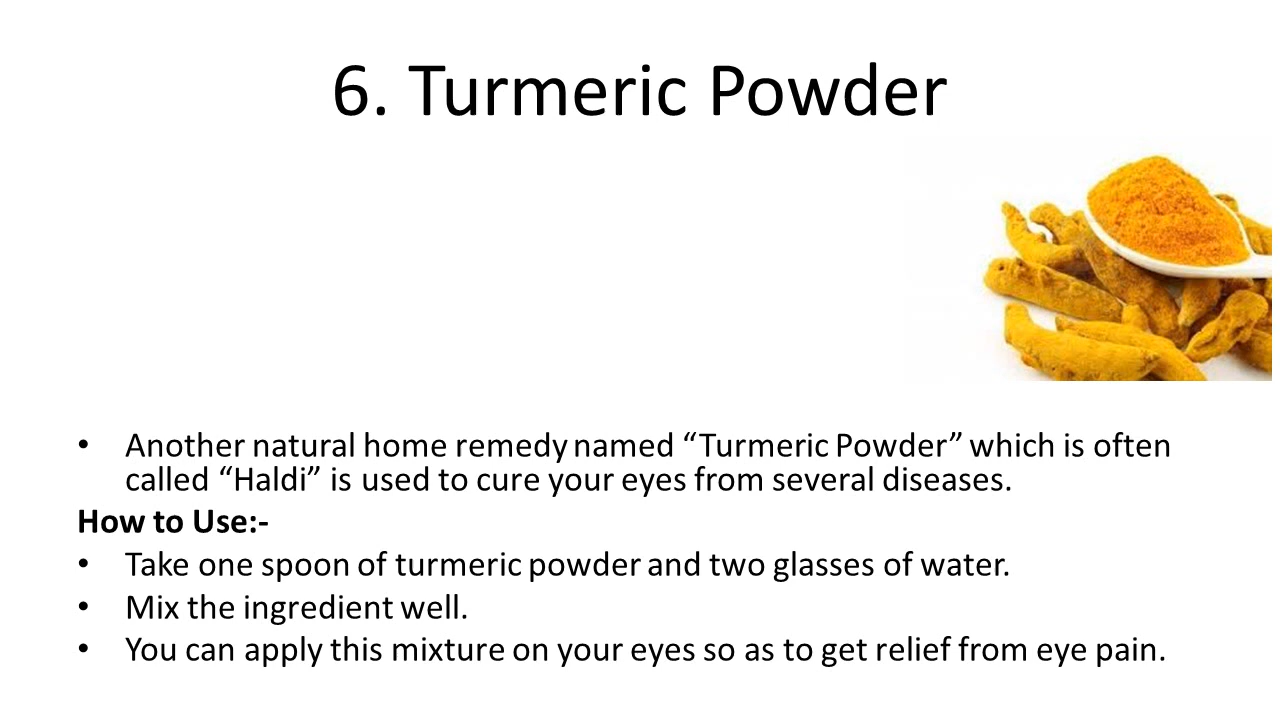 6. Turmeric Powder
• Another natural home remedy named “Turmeric Powder” which is often
called “Haldi” is used to cure your eyes from several diseases.
How to Use:-
• Take one spoon of turmeric powder and two glasses of water.
• Mix the ingredient well.
• You can apply this mixture on your eyes so as to get relief from eye pain.